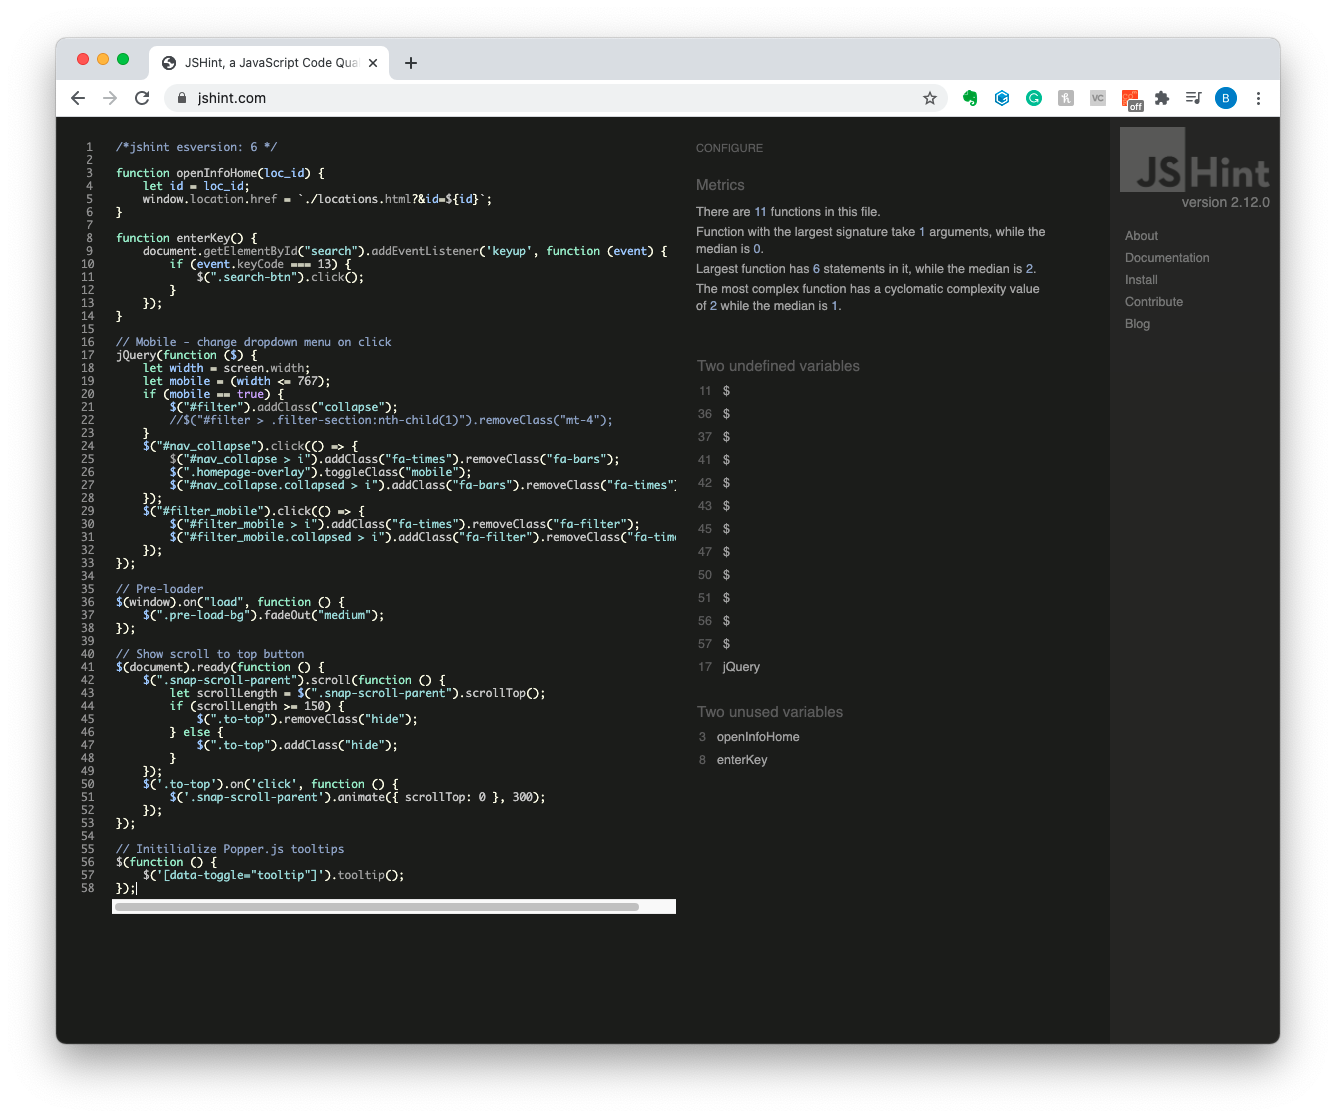 JSHint, a JavaScript Code Qua
jshint.com
VC
off
B
1 /*jshint esversion: 6 */
2
3 function openInfoHome(loc_id) {
4 let id = loc_id;
5 window.location.href = `./locations.html?&id=${id}`;
6 }
7
8 function enterKey() {
9 document.getElementById("search").addEventListener('keyup', function (event) {
10 if (event.keyCode === 13) {
11 $(".search-btn").click();
12 }
13 });
14 }
15
16 // Mobile - change dropdown menu on click
17 jQuery(function ($) {
18 let width = screen.width;
19 let mobile = (width <= 767);
20 if (mobile == true) {
21 $("#filter").addClass("collapse");
22 //$("#filter > .filter-section:nth-child(1)").removeClass("mt-4");
23 }
24 $("#nav_collapse").click(() => {
25 $("#nav_collapse > i").addClass("fa-times").removeClass("fa-bars");
26 $(".homepage-overlay").toggleClass("mobile");
27 $("#nav_collapse.collapsed > i").addClass("fa-bars").removeClass("fa-times")
28 });
29 $("#filter_mobile").click(() => {
30 $("#filter_mobile > i").addClass("fa-times").removeClass("fa-filter");
31 $("#filter_mobile.collapsed > i").addClass("fa-filter").removeClass("fa-tim
32 });
33 });
34
35 // Pre-loader
36 $(window).on("load", function () {
37 $(".pre-load-bg").fadeOut("medium");
38 });
39
40 // Show scroll to top button
41 $(document).ready(function () {
42 $(".snap-scroll-parent").scroll(function () {
43 let scrollLength = $(".snap-scroll-parent").scrollTop();
44 if (scrollLength >= 150) {
45 $(".to-top").removeClass("hide");
46 } else {
47 $(".to-top").addClass("hide");
48 }
49 });
50 $('.to-top').on('click', function () {
51 $('.snap-scroll-parent').animate({ scrollTop: 0 }, 300);
52 });
53 });
54
55 // Initilialize Popper.js tooltips
56 $(function () {
57 $('[data-toggle="tooltip"]').tooltip();
58 });
CONFIGURE
Metrics
There are 11 functions in this file.
Function with the largest signature take 1 arguments, while the
median is 0.
Largest function has 6 statements in it, while the median is 2.
The most complex function has a cyclomatic complexity value
of 2 while the median is 1.
Two undefined variables
11 $
36 $
37 $
41 $
42 $
43 $
45 $
47 $
50 $
51 $
56 $
57 $
17 jQuery
Two unused variables
3 openInfoHome
8 enterKey
JSHint
version 2.12.0
About
Documentation
Install
Contribute
Blog